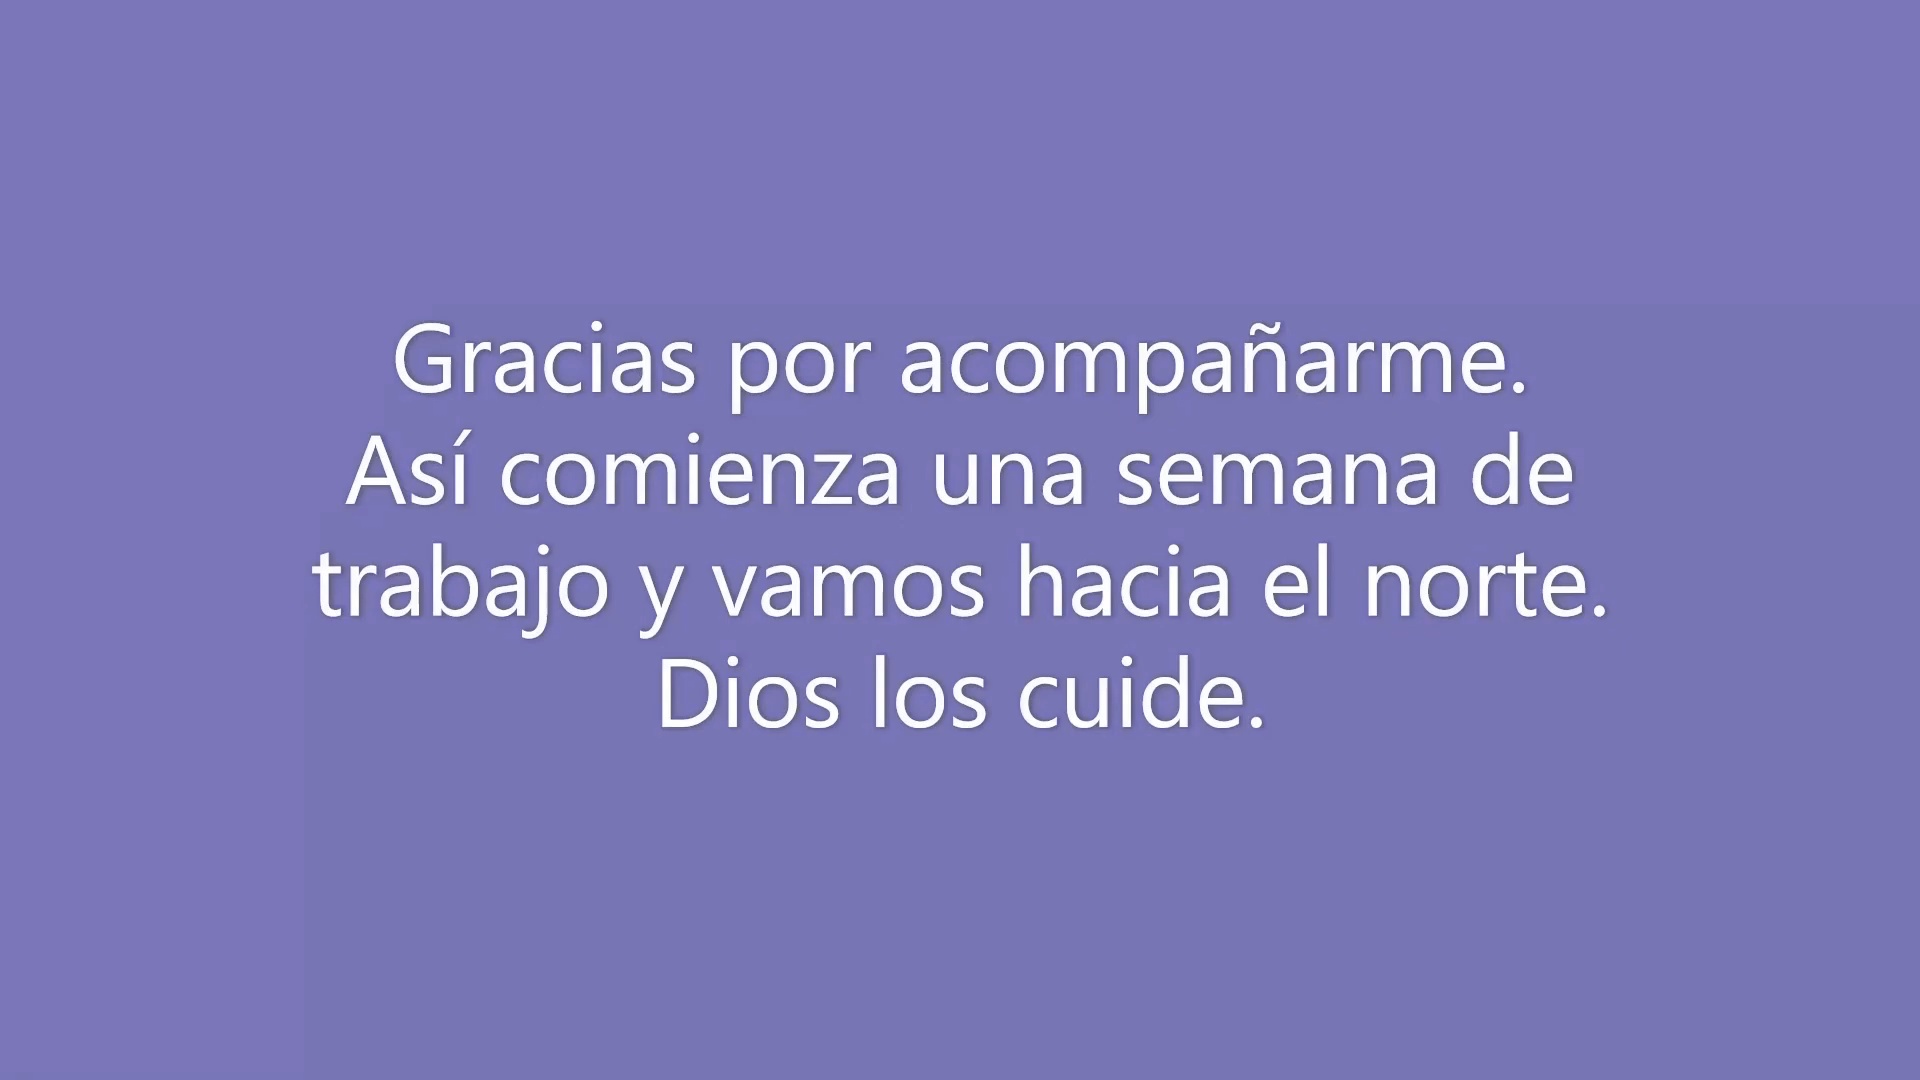 Gracias por acompañarme.
Así comienza una semana de
trabajo y vamos hacia el norte.
Dios los cuide.